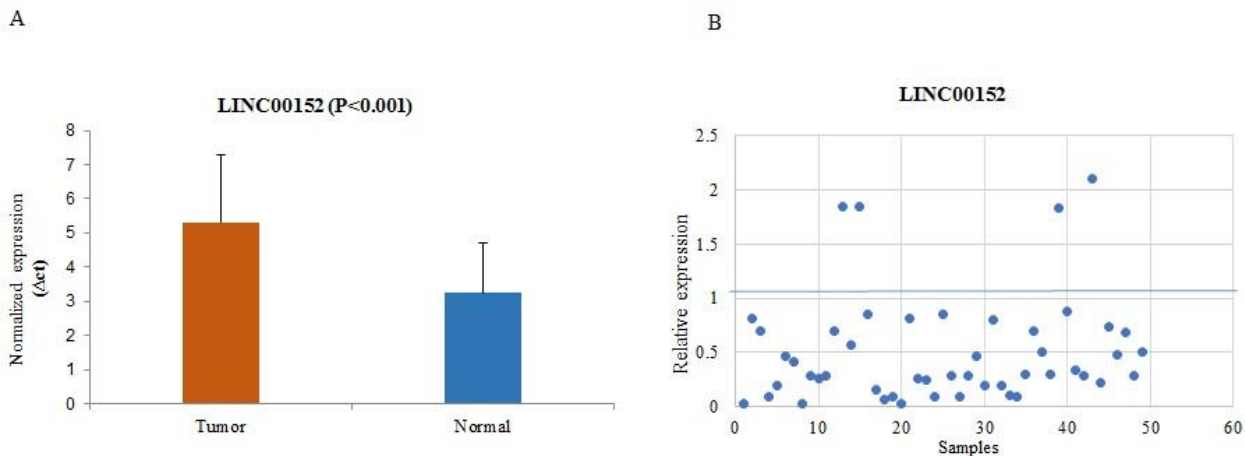 A
LINC00152 (P<0.001)
Normalized expression
(Δct)
8
7
6
5
4
3
2
1
0
Tumor
Normal
B
LINC00152
Relative expression
2.5
2
1.5
1
0.5
0
0
10
20
30
40
50
60
Samples